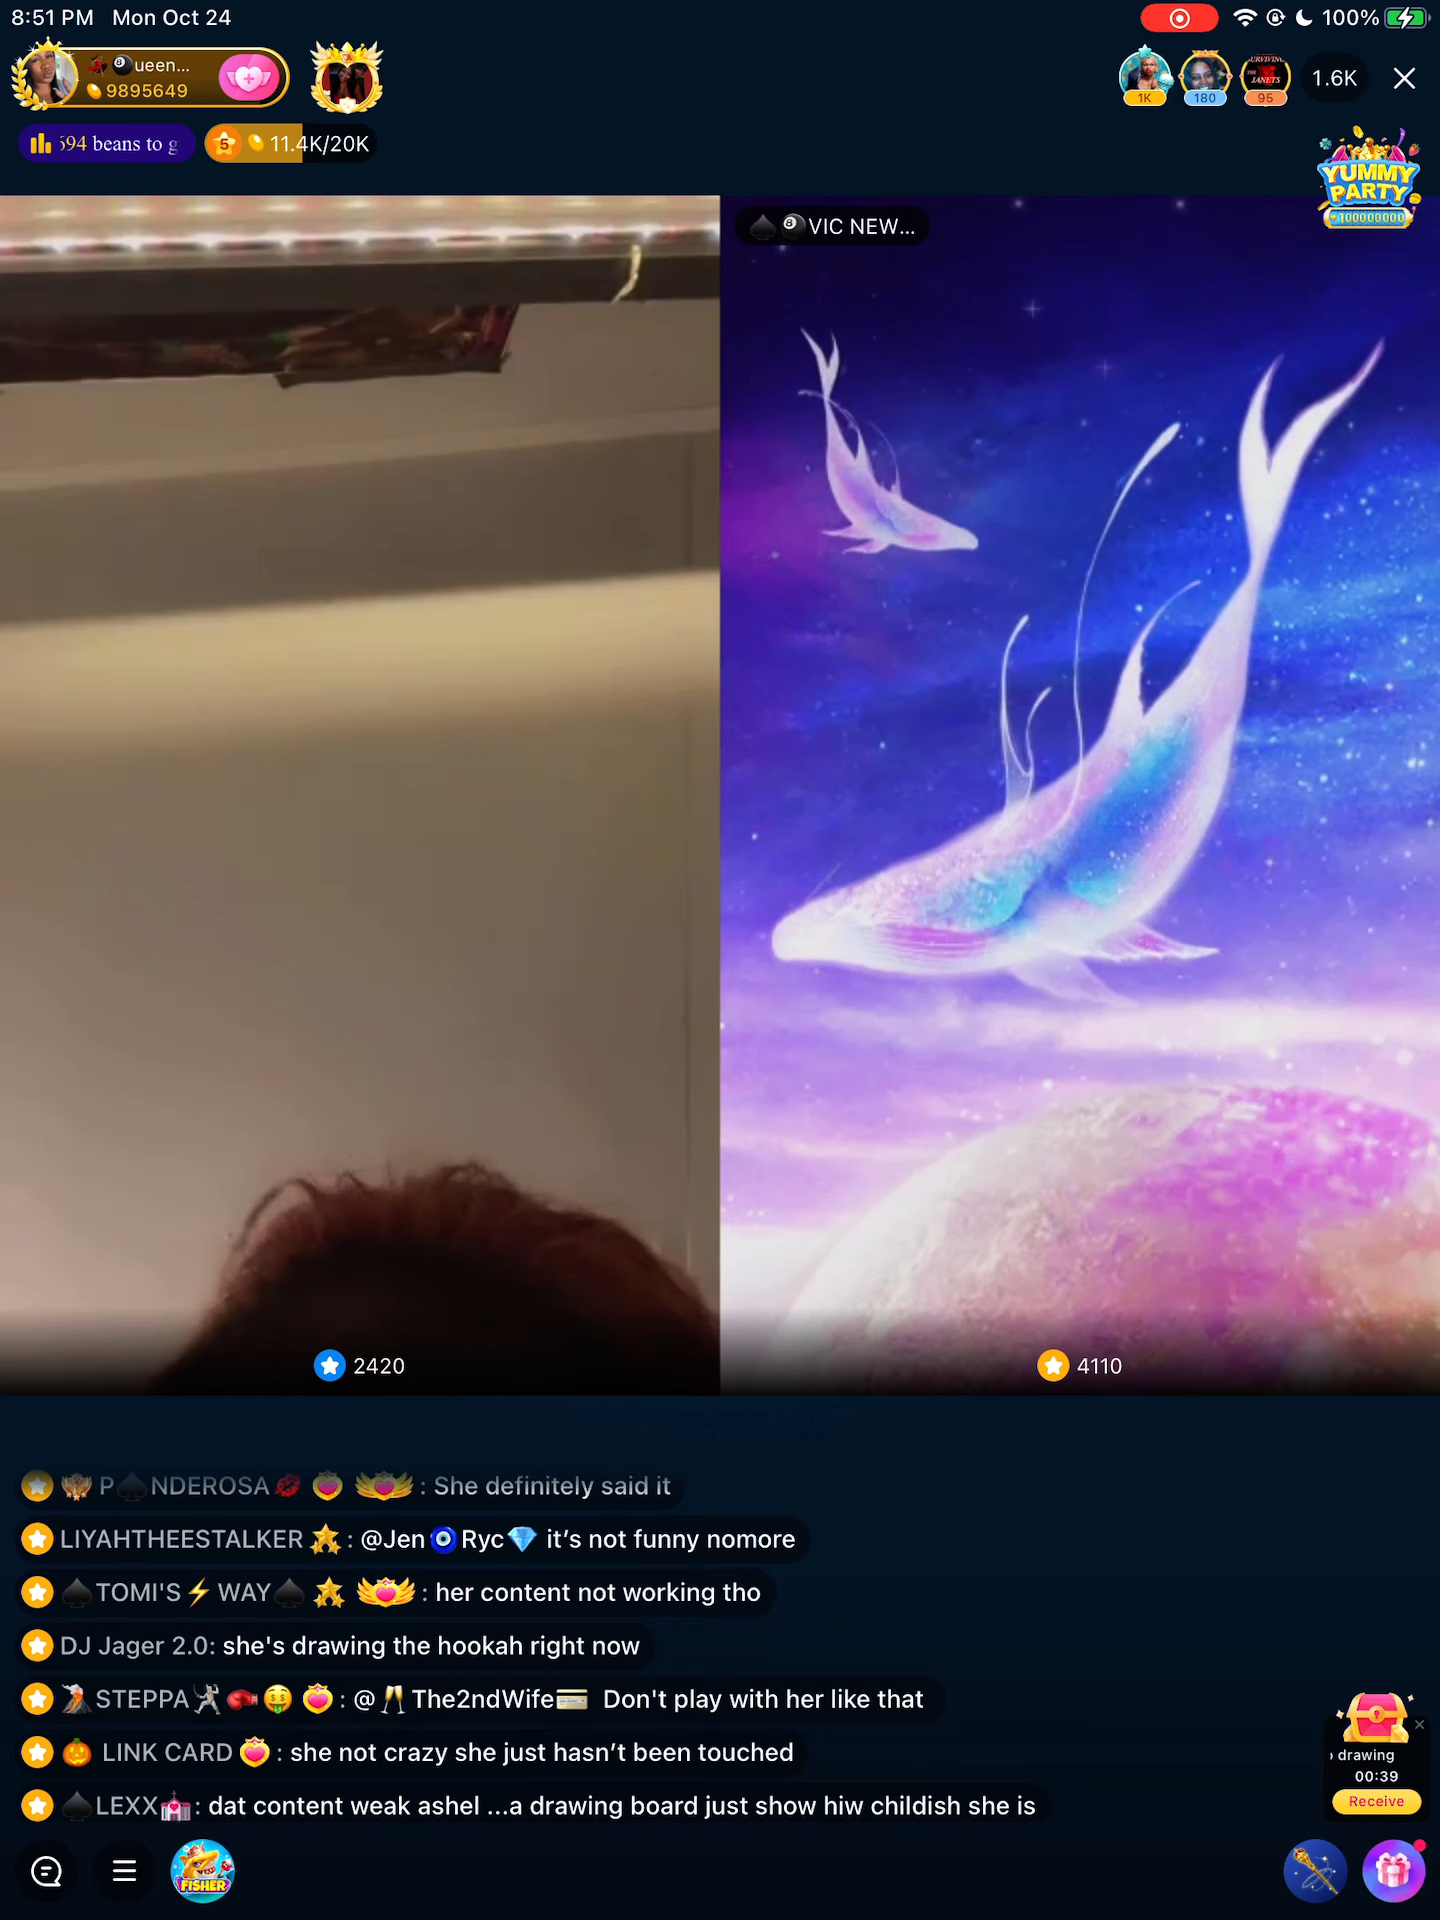 8:51 PM Mon Oct 24
100%
🎱ueen...
9895649
1K
180
SURVIVING THE JANETS
95
1.6K
594 beans to g
5
11.4K/20K
YUMMY
PARTY
100000000
♠️🎱VIC NEW...
2420
4110
P♠️NDEROSA💋 : She definitely said it
LIYAHTHEESTALKER : @Jen🧿Ryc💎 it's not funny nomore
♠️TOMI'S⚡WAY♠️ : her content not working tho
DJ Jager 2.0: she's drawing the hookah right now
🌋STEPPA🤾🥊🤑 : @🥂The2ndWife💳 Don't play with her like that
🎃 LINK CARD : she not crazy she just hasn't been touched
♠️LEXX💒: dat content weak ashel ...a drawing board just show hiw childish she is
drawing
00:39
Receive
FISHER